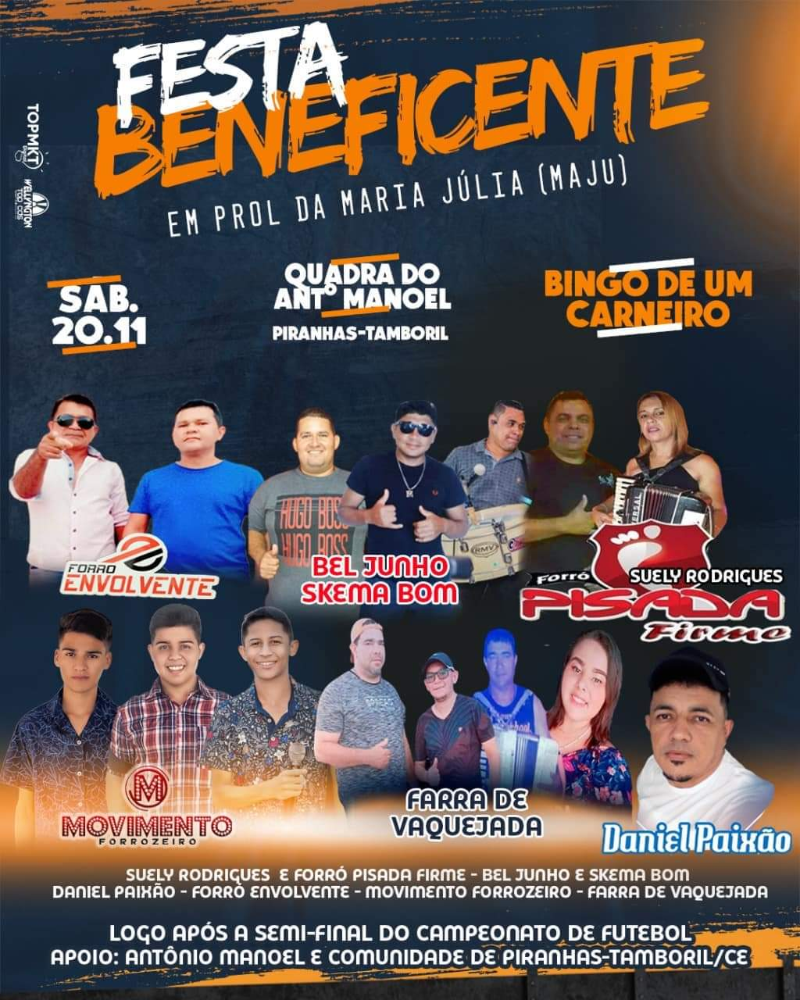 FESTA
BENEFICENTE
EM PROL DA MARIA JÚLIA (MAJU)
TOPMKT
Digital
WELLYNGTON
SAB.
20.11
QUADRA DO
ANTº MANOEL
PIRANHAS-TAMBORIL
BINGO DE UM
CARNEIRO
HUGO BOSS
HUGO BOSS
RMV
FORRO
ENVOLVENTE
BEL JUNHO
SKEMA BOM
Forró
SUELY RODRIGUES
PISADA
Firme
M
MOVIMENTO
FORROZEIRO
FARRA DE
VAQUEJADA
Daniel Paixão
SUELY RODRIGUES E FORRÓ PISADA FIRME - BEL JUNHO E SKEMA BOM
DANIEL PAIXÃO - FORRÓ ENVOLVENTE - MOVIMENTO FORROZEIRO - FARRA DE VAQUEJADA
LOGO APÓS A SEMI-FINAL DO CAMPEONATO DE FUTEBOL
APOIO: ANTÔNIO MANOEL E COMUNIDADE DE PIRANHAS-TAMBORIL/CE